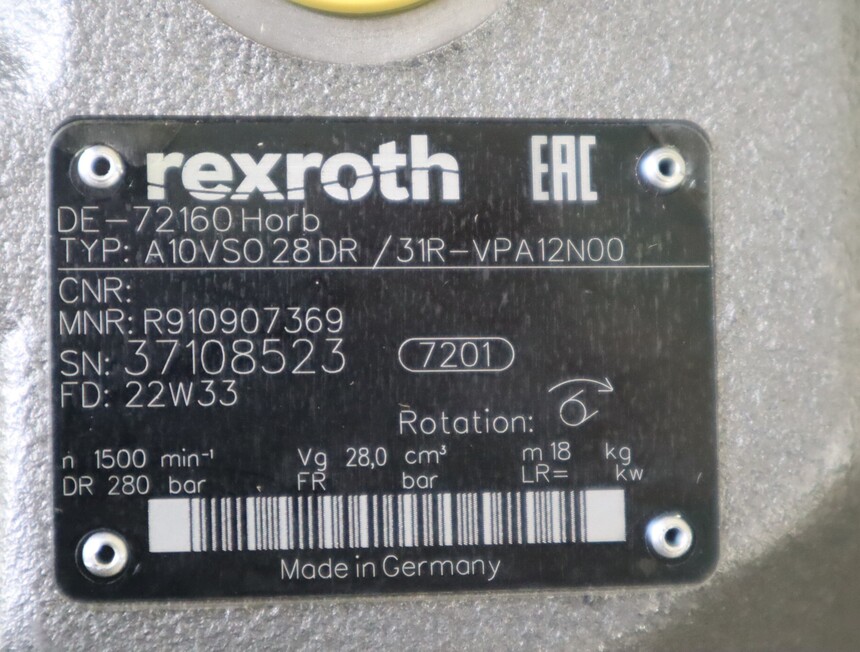 rexroth EAC
DE-72160 Horb
TYP: A10VSO 28 DR /31R-VPA12N00
CNR:
MNR: R910907369
SN: 37108523 7201
FD: 22W33
Rotation:
n 1500 min⁻¹ Vg 28,0 cm³ m 18 kg
DR 280 bar FR bar LR= kw
Made in Germany